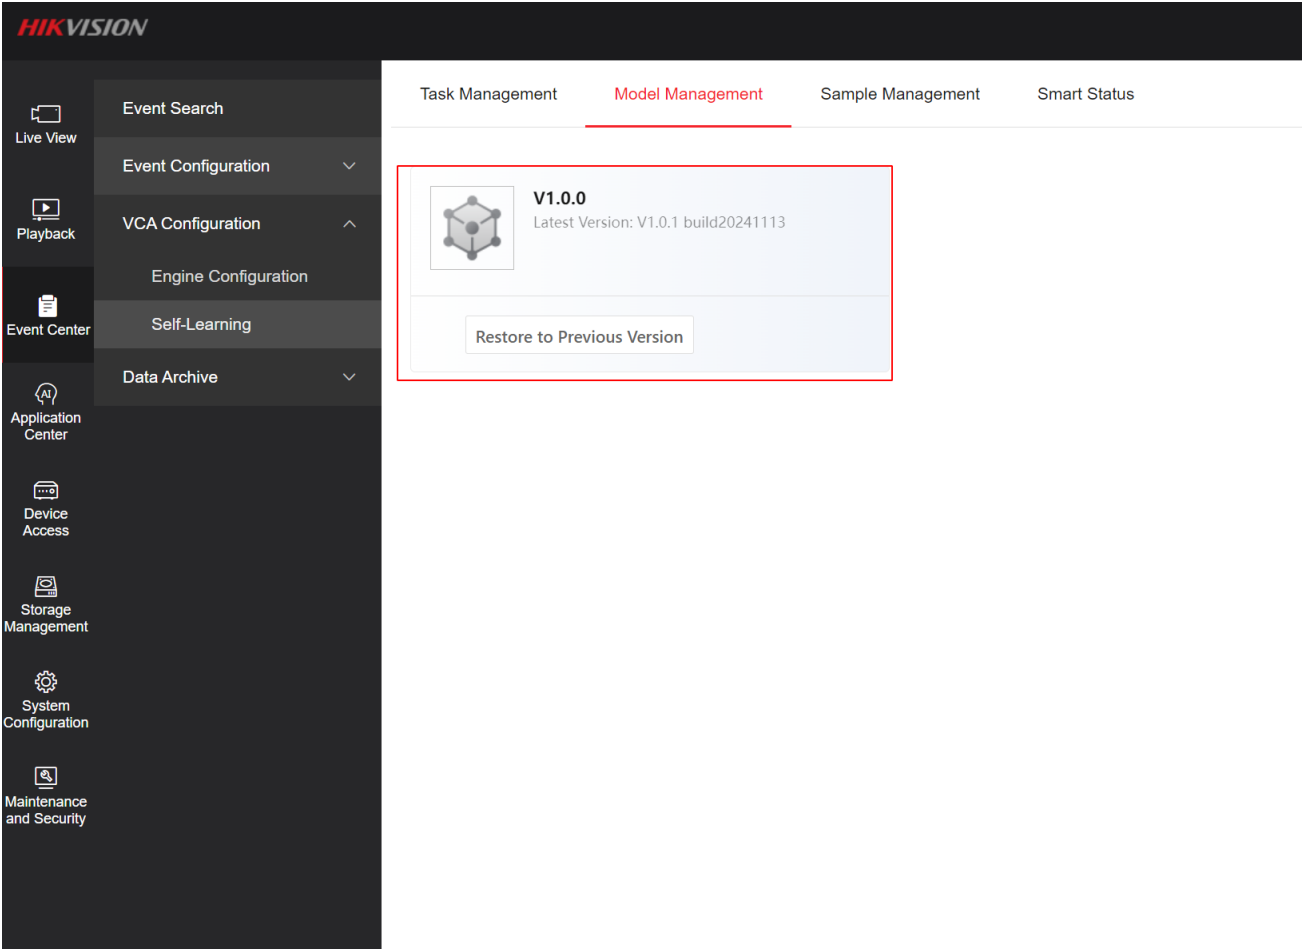 HIKVISION
Live View
Playback
Event Center
AI
Application
Center
Device
Access
Storage
Management
System
Configuration
Maintenance
and Security
Event Search
Event Configuration
VCA Configuration
Engine Configuration
Self-Learning
Data Archive
Task Management
Model Management
Sample Management
Smart Status
V1.0.0
Latest Version: V1.0.1 build20241113
Restore to Previous Version